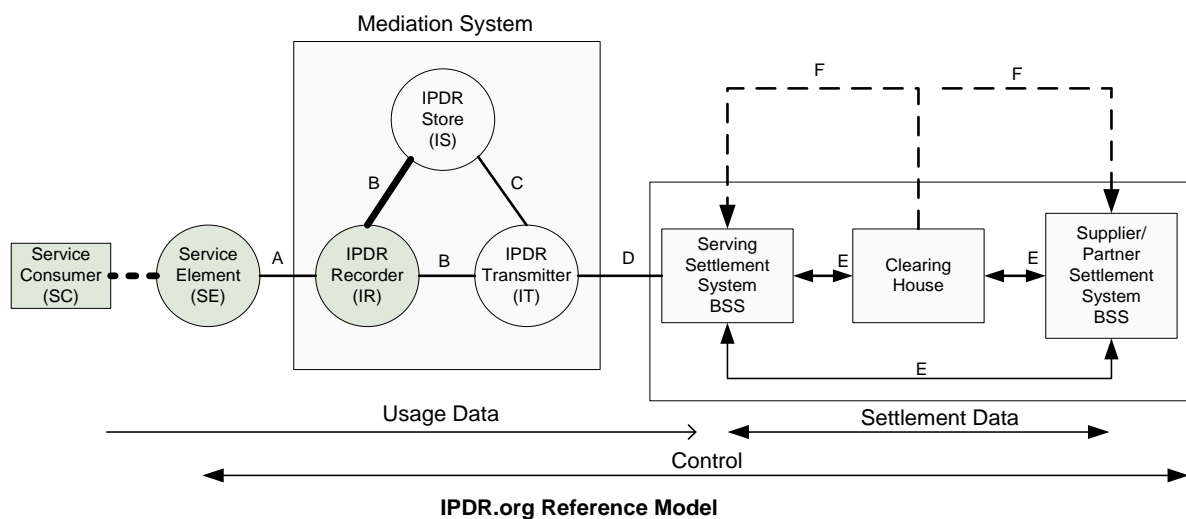 Mediation System
F
F
IPDR
Store
(IS)
B
C
Service
Consumer
(SC)
Service
Element
(SE)
A
IPDR
Recorder
(IR)
B
IPDR
Transmitter
(IT)
D
Serving
Settlement
System
BSS
E
Clearing
House
E
Supplier/
Partner
Settlement
System
BSS
E
Usage Data
Settlement Data
Control
IPDR.org Reference Model